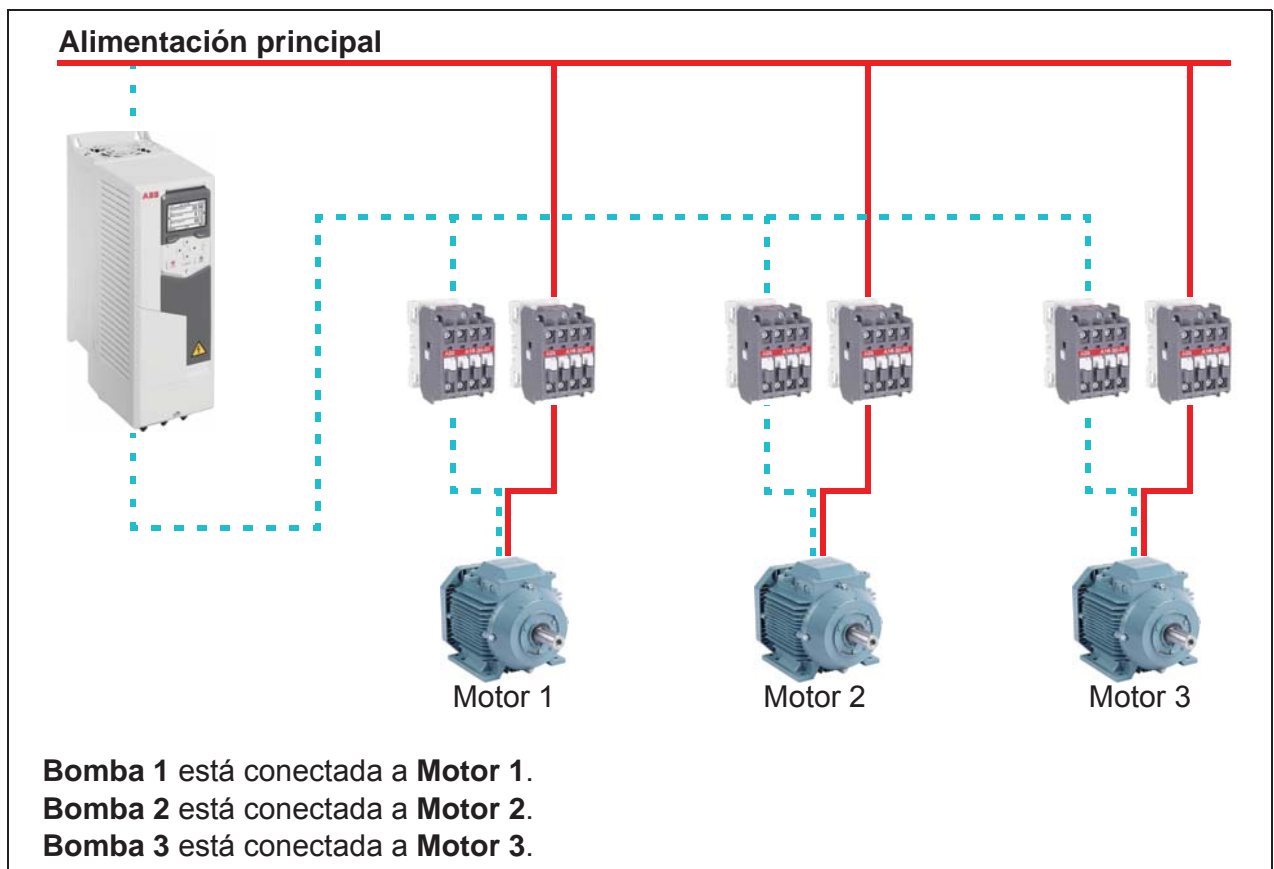 Alimentación principal
ABB
Motor 1
Motor 2
Motor 3
Bomba 1 está conectada a Motor 1.
Bomba 2 está conectada a Motor 2.
Bomba 3 está conectada a Motor 3.